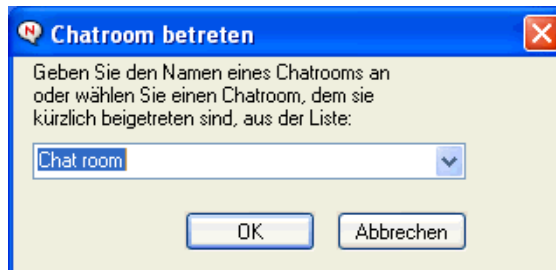 Chatroom betreten
Geben Sie den Namen eines Chatrooms an
oder wählen Sie einen Chatroom, dem sie
kürzlich beigetreten sind, aus der Liste:
Chat room
OK Abbrechen